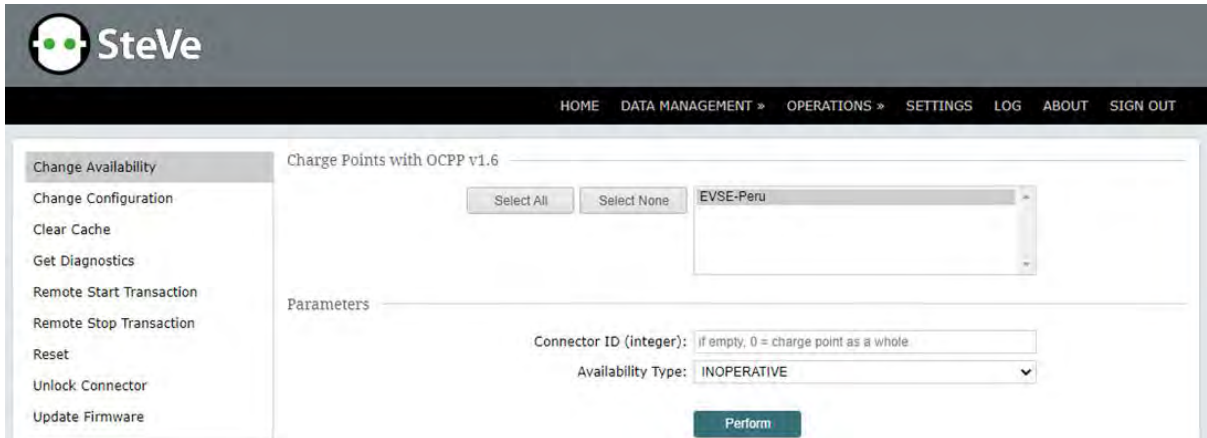 SteVe
HOME DATA MANAGEMENT » OPERATIONS » SETTINGS LOG ABOUT SIGN OUT
Change Availability
Change Configuration
Clear Cache
Get Diagnostics
Remote Start Transaction
Remote Stop Transaction
Reset
Unlock Connector
Update Firmware
Charge Points with OCPP v1.6
Select All Select None EVSE-Peru
Parameters
Connector ID (integer): if empty, 0 = charge point as a whole
Availability Type: INOPERATIVE
Perform